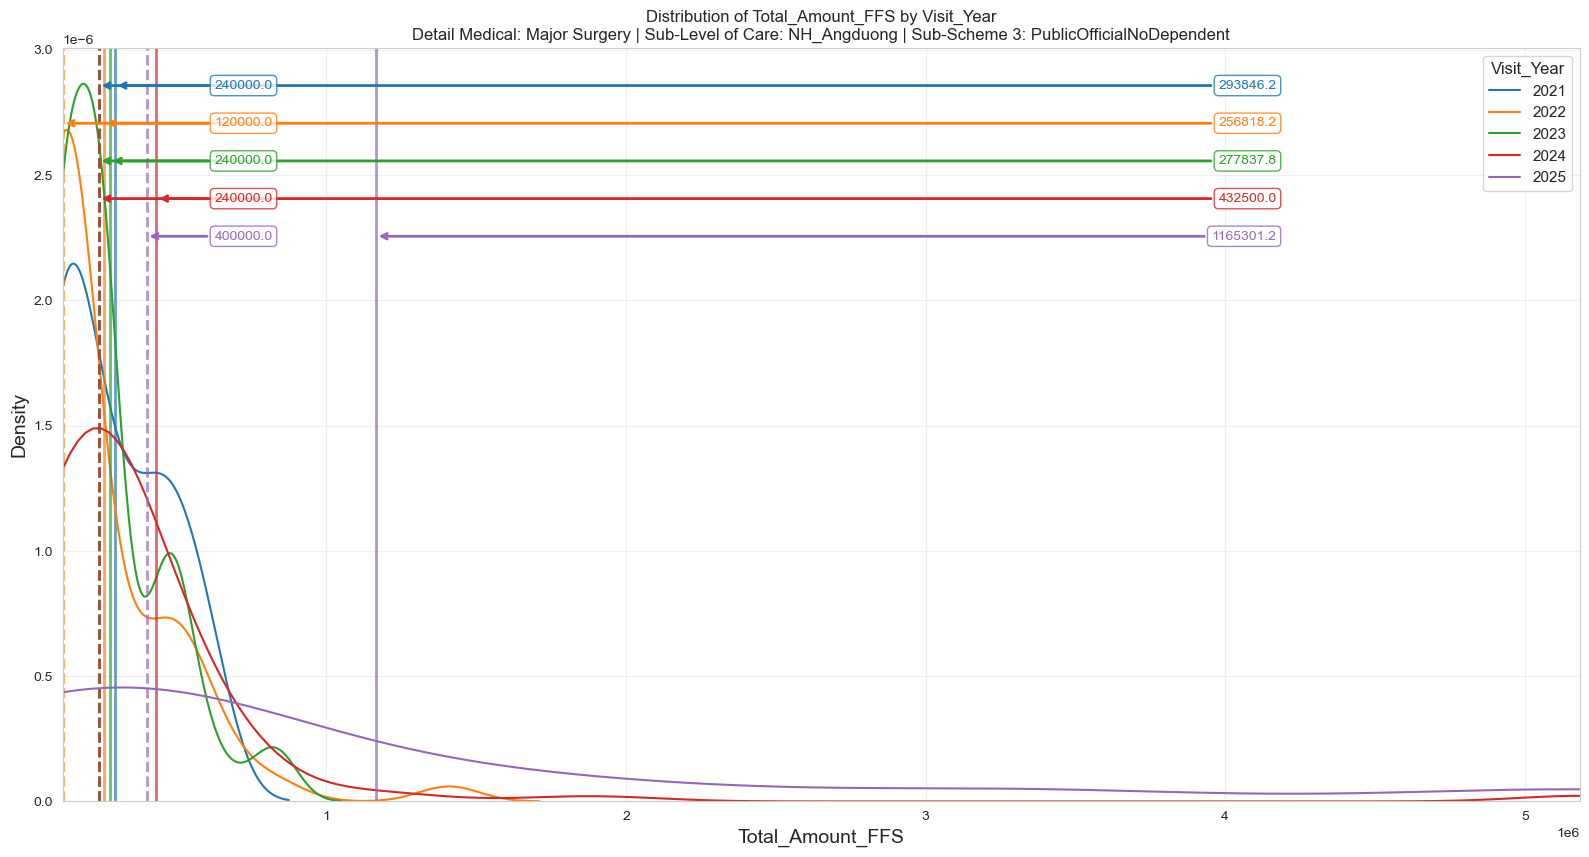 Distribution of Total_Amount_FFS by Visit_Year
Detail Medical: Major Surgery | Sub-Level of Care: NH_Angduong | Sub-Scheme 3: PublicOfficialNoDependent
1e−6
3.0
2.5
2.0
1.5
1.0
0.5
0.0
Density
240000.0 293846.2
120000.0 256818.2
240000.0 277837.8
240000.0 432500.0
400000.0 1165301.2
Visit_Year
2021
2022
2023
2024
2025
1 2 3 4 5
1e6
Total_Amount_FFS